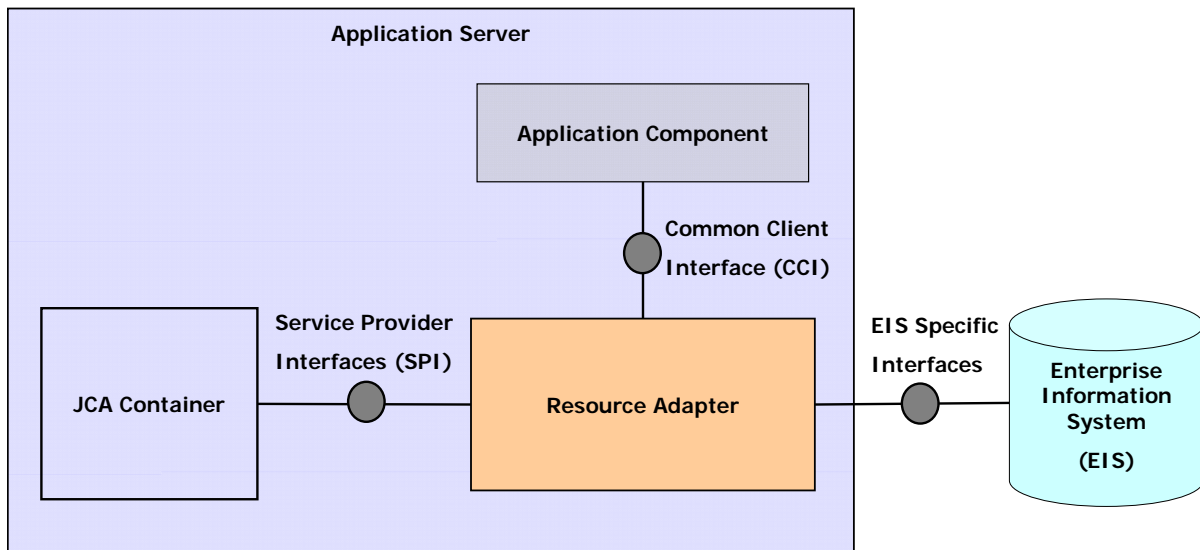 Application Server
Application Component
Common Client
Interface (CCI)
Service Provider
Interfaces (SPI)
EIS Specific
Interfaces
JCA Container
Resource Adapter
Enterprise
Information
System
(EIS)